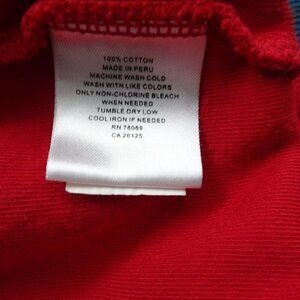 100% COTTON
MADE IN PERU
MACHINE WASH COLD
WASH WITH LIKE COLORS
ONLY NON-CHLORINE BLEACH
WHEN NEEDED
TUMBLE DRY LOW
COOL IRON IF NEEDED
RN 76069
CA 26125